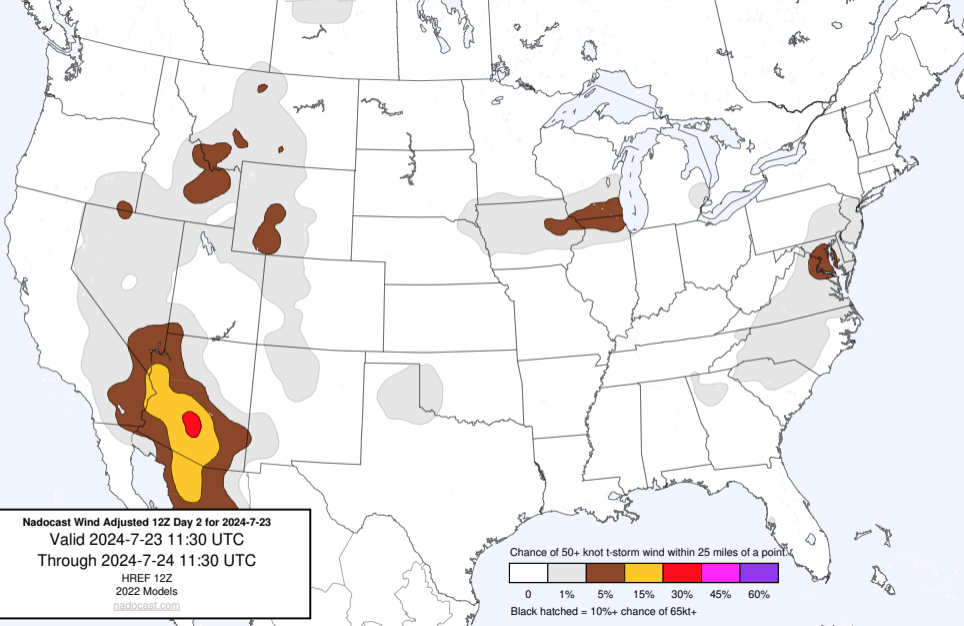 Nadocast Wind Adjusted 12Z Day 2 for 2024-7-23
Valid 2024-7-23 11:30 UTC
Through 2024-7-24 11:30 UTC
HREF 12Z
2022 Models
nadocast.com
Chance of 50+ knot t-storm wind within 25 miles of a point.
0 1% 5% 15% 30% 45% 60%
Black hatched = 10%+ chance of 65kt+